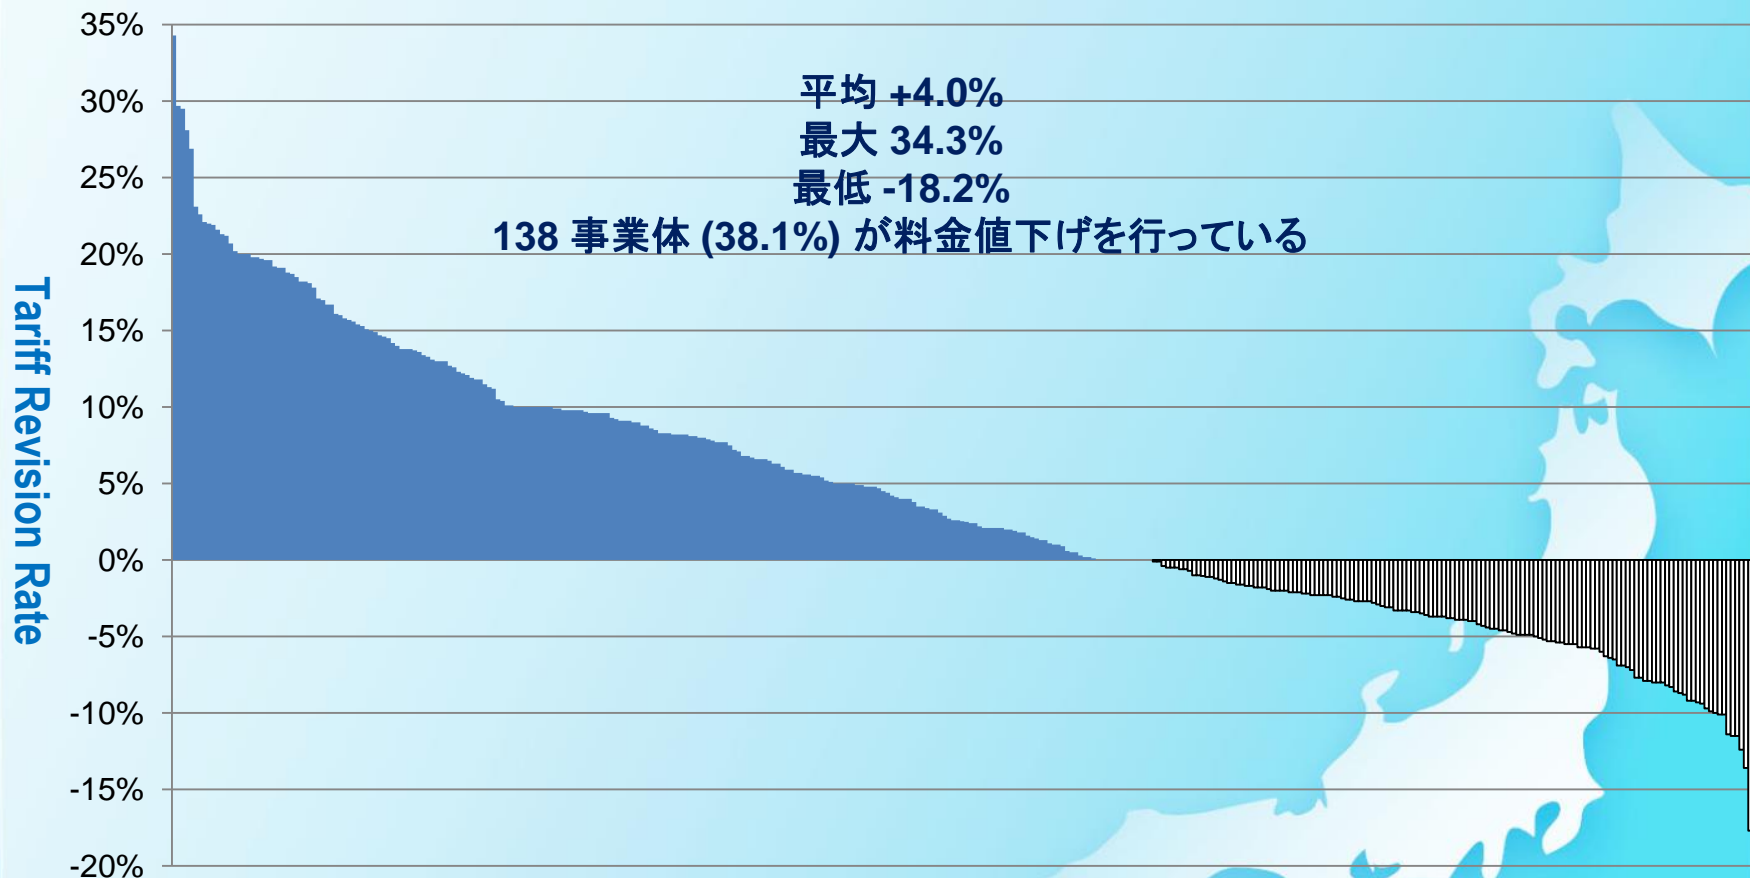 35%
30%
25%
20%
15%
10%
5%
0%
-5%
-10%
-15%
-20%
Tariff Revision Rate
平均 +4.0%
最大 34.3%
最低 -18.2%
138 事業体 (38.1%) が料金値下げを行っている